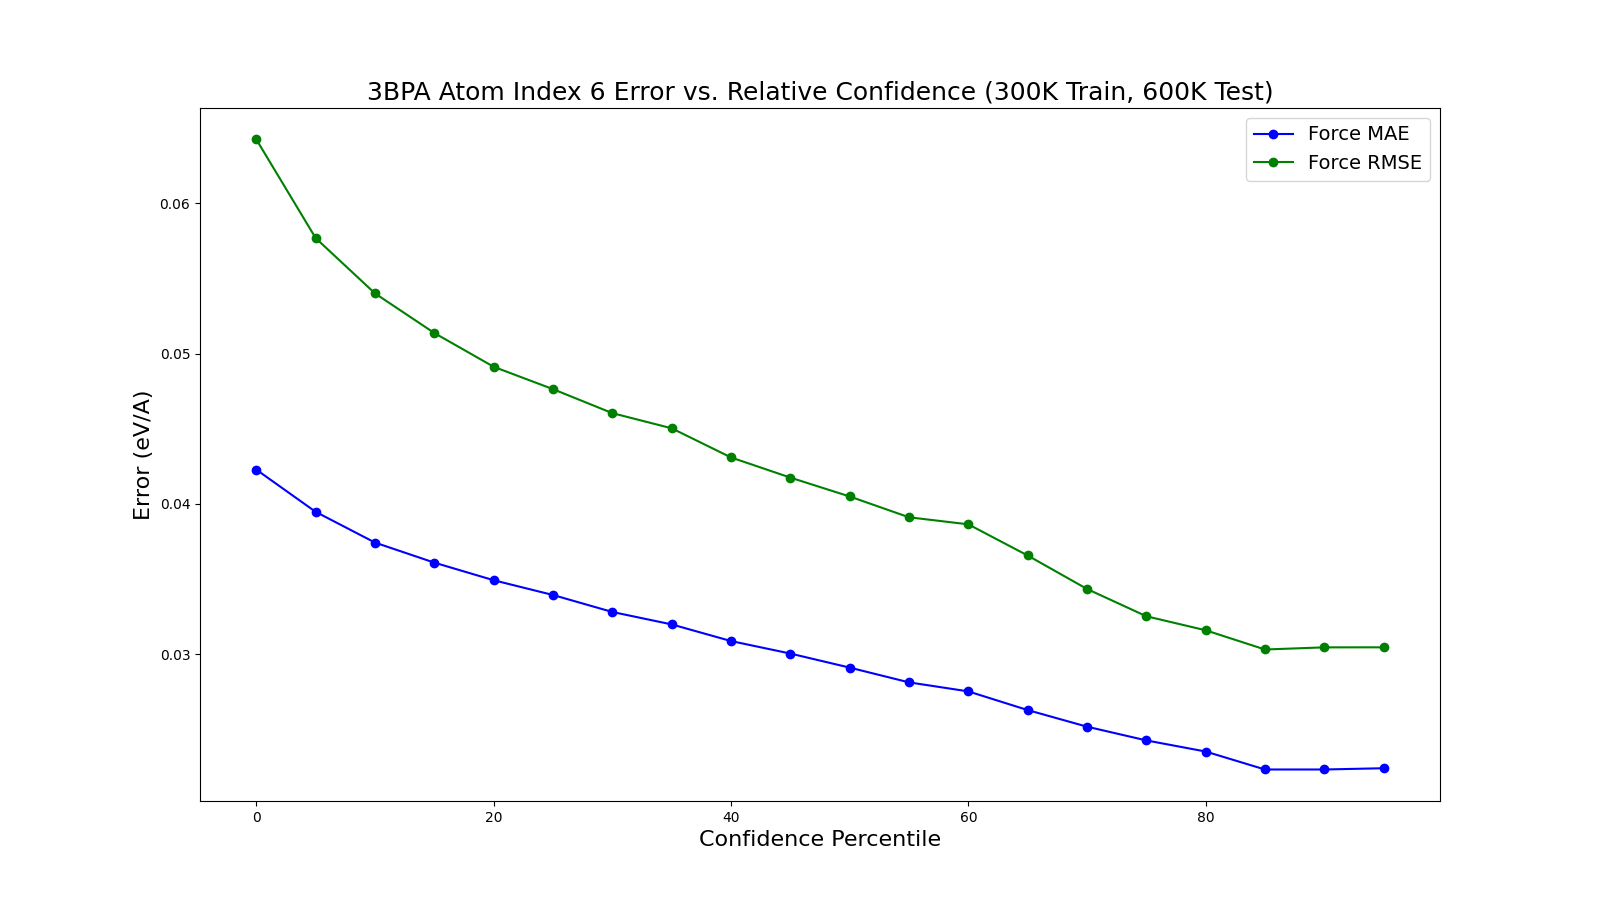 3BPA Atom Index 6 Error vs. Relative Confidence (300K Train, 600K Test)
Force MAE
Force RMSE
0.06
0.05
0.04
0.03
Error (eV/A)
0
20
40
60
80
Confidence Percentile